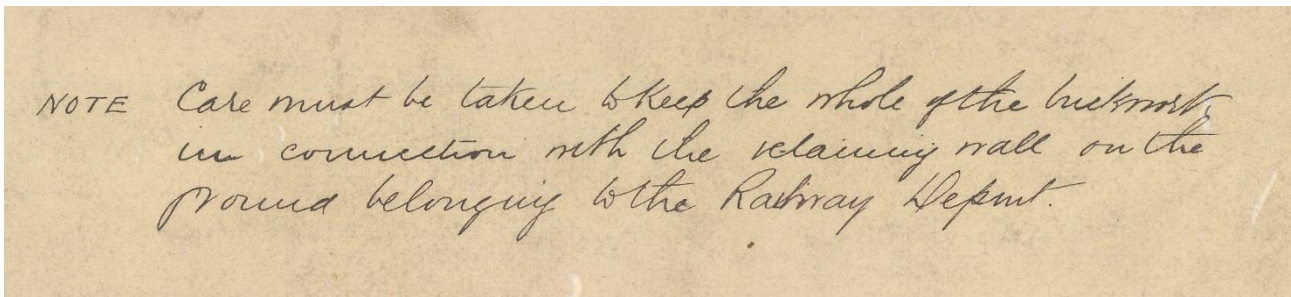 NOTE Care must be taken to keep the whole of the brickwork
in connection with the retaining wall on the
ground belonging to the Railway Depmt.